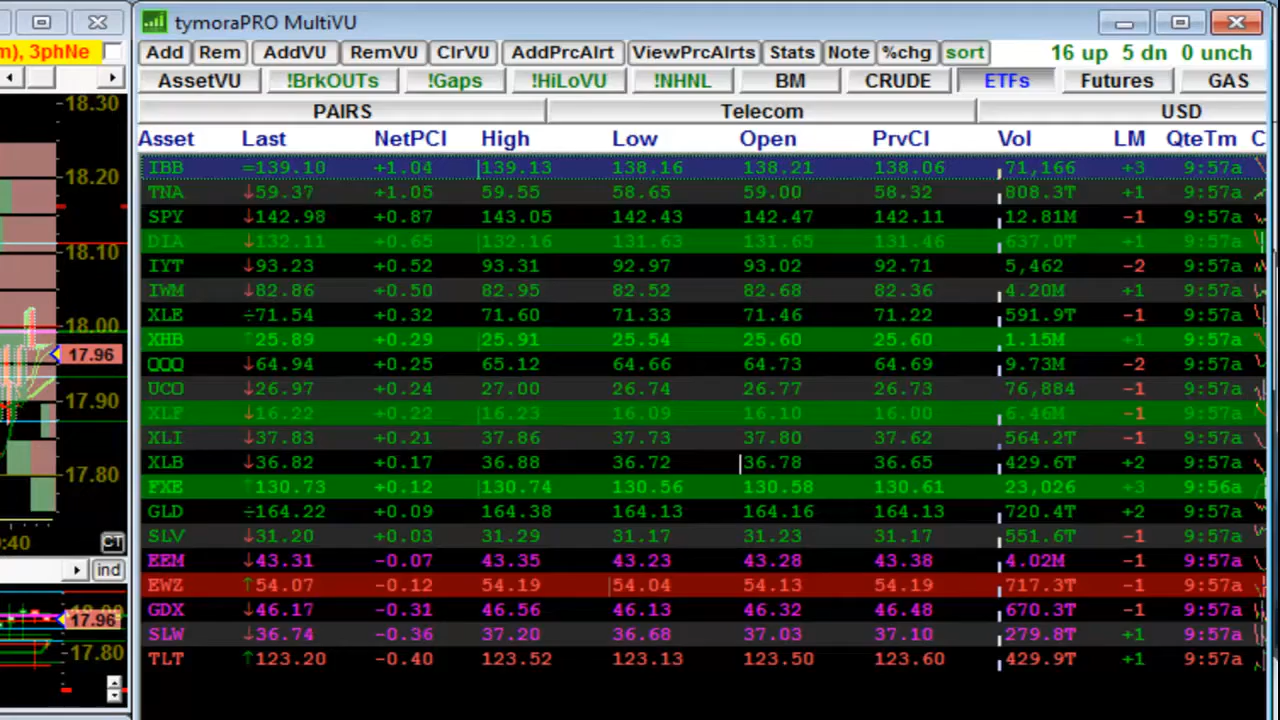 tymoraPRO MultiVU
m), 3phNe
Add Rem AddVU RemVU ClrVU AddPrcAlrt ViewPrcAlrts Stats Note %chg sort 16 up 5 dn 0 unch
AssetVU !BrkOUTs !Gaps !HiLoVU !NHNL BM CRUDE ETFs Futures GAS
PAIRS Telecom USD
Asset Last NetPCl High Low Open PrvCl Vol LM QteTm C
IBB =139.10 +1.04 139.13 138.16 138.21 138.06 71,166 +3 9:57a
TNA ↓59.37 +1.05 59.55 58.65 59.00 58.32 808.3T +1 9:57a
SPY ↓142.98 +0.87 143.05 142.43 142.47 142.11 12.81M -1 9:57a
DIA ↓132.11 +0.65 132.16 131.63 131.65 131.46 637.0T +1 9:57a
IYT ↓93.23 +0.52 93.31 92.97 93.02 92.71 5,462 -2 9:57a
IWM ↓82.86 +0.50 82.95 82.52 82.68 82.36 4.20M +1 9:57a
XLE ÷71.54 +0.32 71.60 71.33 71.46 71.22 591.9T -1 9:57a
XHB ↑25.89 +0.29 25.91 25.54 25.60 25.60 1.15M +1 9:57a
QQQ ↓64.94 +0.25 65.12 64.66 64.73 64.69 9.73M -2 9:57a
UCO ↓26.97 +0.24 27.00 26.74 26.77 26.73 76,884 -1 9:57a
XLF ↓16.22 +0.22 16.23 16.09 16.10 16.00 6.46M -1 9:57a
XLI ↓37.83 +0.21 37.86 37.73 37.80 37.62 564.2T -1 9:57a
XLB ↓36.82 +0.17 36.88 36.72 36.78 36.65 429.6T +2 9:57a
FXE ↑130.73 +0.12 130.74 130.56 130.58 130.61 23,026 +3 9:56a
GLD ÷164.22 +0.09 164.38 164.13 164.16 164.13 720.4T +2 9:57a
SLV ↓31.20 +0.03 31.29 31.17 31.23 31.17 551.6T -1 9:57a
EEM ↓43.31 -0.07 43.35 43.23 43.28 43.38 4.02M -1 9:57a
EWZ ↑54.07 -0.12 54.19 54.04 54.13 54.19 717.3T -1 9:57a
GDX ↓46.17 -0.31 46.56 46.13 46.32 46.48 670.3T -1 9:57a
SLW ↓36.74 -0.36 37.20 36.68 37.03 37.10 279.8T +1 9:57a
TLT ↑123.20 -0.40 123.52 123.13 123.50 123.60 429.9T +1 9:57a
18.30
18.20
18.10
18.00
17.96
17.90
17.80
0:40 CT
ind
17.96
17.80